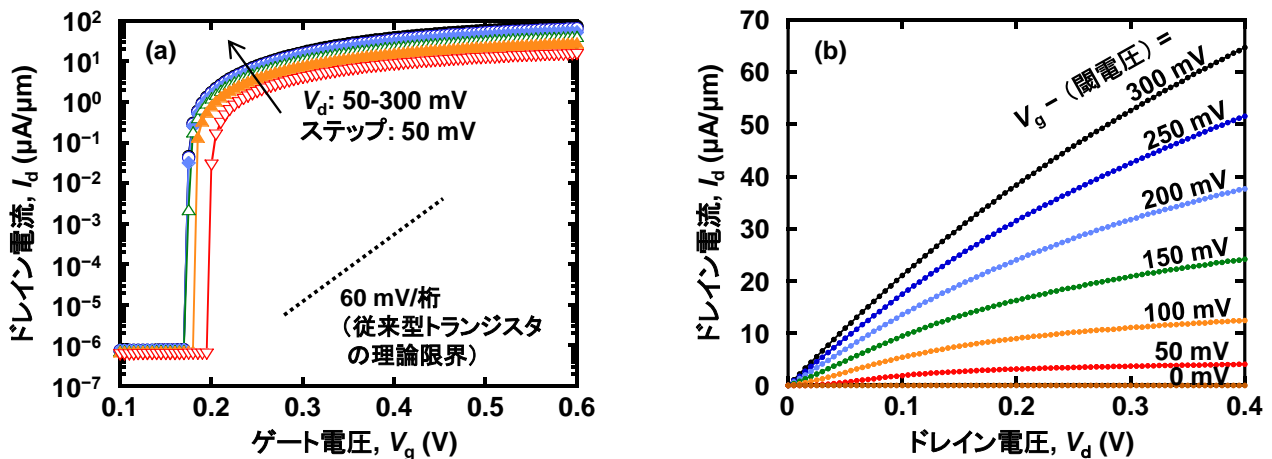 (a)
10²
10¹
10⁰
10⁻¹
10⁻²
10⁻³
10⁻⁴
10⁻⁵
10⁻⁶
10⁻⁷
ドレイン電流, I_d (μA/μm)
V_d: 50-300 mV
ステップ: 50 mV
60 mV/桁
（従来型トランジスタ
の理論限界）
0.1 0.2 0.3 0.4 0.5 0.6
ゲート電圧, V_g (V)
(b)
70
60
50
40
30
20
10
0
ドレイン電流, I_d (μA/μm)
V_g −（閾電圧）=
300 mV
250 mV
200 mV
150 mV
100 mV
50 mV
0 mV
0 0.1 0.2 0.3 0.4
ドレイン電圧, V_d (V)